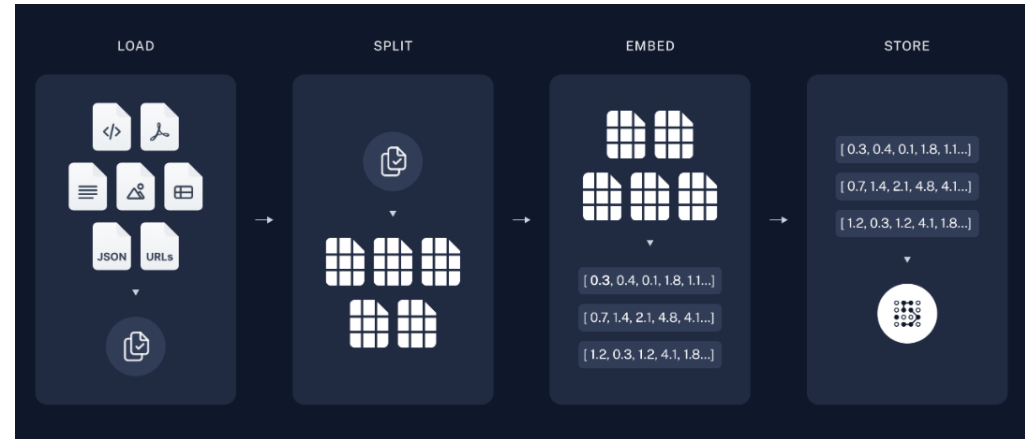 LOAD
SPLIT
EMBED
STORE
</>
JSON
URLs
[ 0.3, 0.4, 0.1, 1.8, 1.1...]
[ 0.7, 1.4, 2.1, 4.8, 4.1...]
[ 1.2, 0.3, 1.2, 4.1, 1.8...]
[ 0.3, 0.4, 0.1, 1.8, 1.1...]
[ 0.7, 1.4, 2.1, 4.8, 4.1...]
[ 1.2, 0.3, 1.2, 4.1, 1.8...]